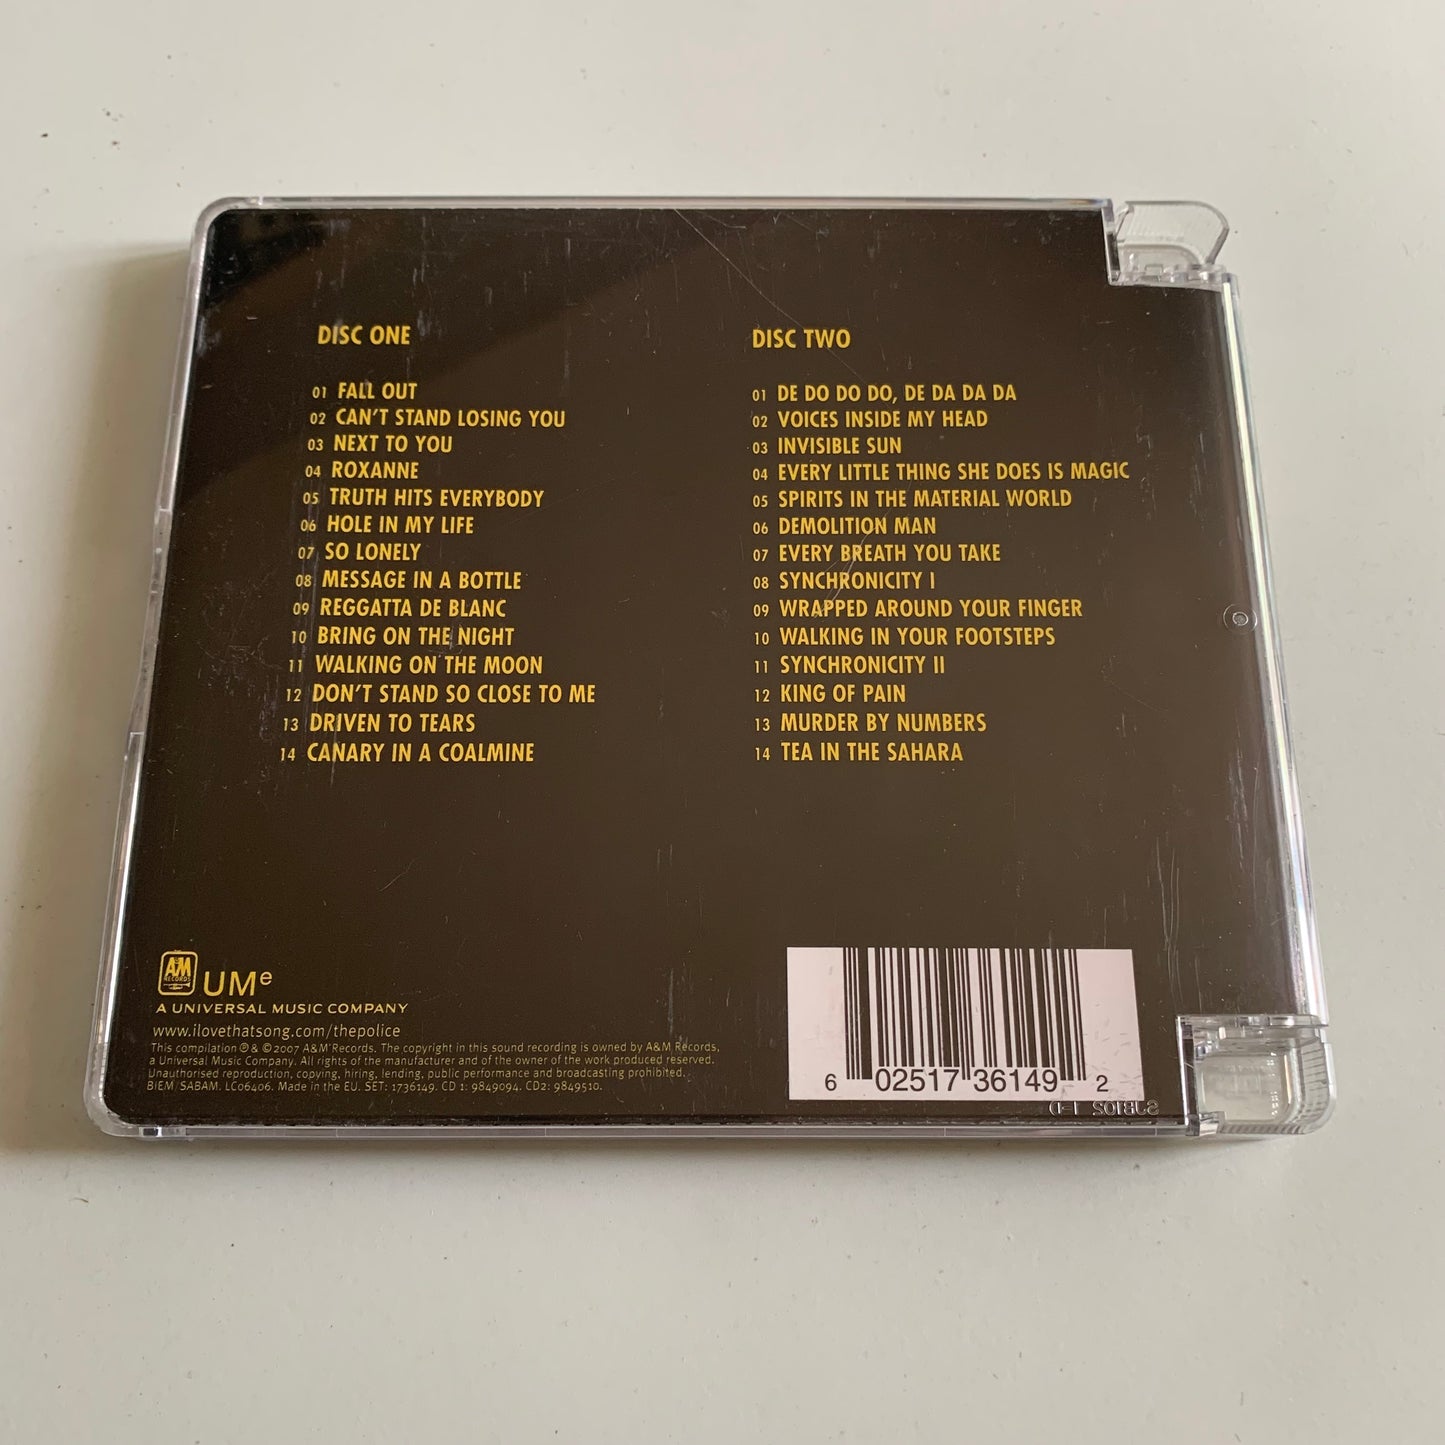 DISC ONE
01 FALL OUT
02 CAN'T STAND LOSING YOU
03 NEXT TO YOU
04 ROXANNE
05 TRUTH HITS EVERYBODY
06 HOLE IN MY LIFE
07 SO LONELY
08 MESSAGE IN A BOTTLE
09 REGGATTA DE BLANC
10 BRING ON THE NIGHT
11 WALKING ON THE MOON
12 DON'T STAND SO CLOSE TO ME
13 DRIVEN TO TEARS
14 CANARY IN A COALMINE
DISC TWO
01 DE DO DO DO, DE DA DA DA
02 VOICES INSIDE MY HEAD
03 INVISIBLE SUN
04 EVERY LITTLE THING SHE DOES IS MAGIC
05 SPIRITS IN THE MATERIAL WORLD
06 DEMOLITION MAN
07 EVERY BREATH YOU TAKE
08 SYNCHRONICITY I
09 WRAPPED AROUND YOUR FINGER
10 WALKING IN YOUR FOOTSTEPS
11 SYNCHRONICITY II
12 KING OF PAIN
13 MURDER BY NUMBERS
14 TEA IN THE SAHARA
A&M RECORDS
UMe
A UNIVERSAL MUSIC COMPANY
www.ilovethatsong.com/thepolice
This compilation ℗ & © 2007 A&M Records. The copyright in this sound recording is owned by A&M Records,
a Universal Music Company. All rights of the manufacturer and of the owner of the work produced reserved.
Unauthorised reproduction, copying, hiring, lending, public performance and broadcasting prohibited.
BIEM/SABAM. LC06406. Made in the EU. SET: 1736149. CD 1: 9849094. CD2: 9849510.
6 02517 36149 2